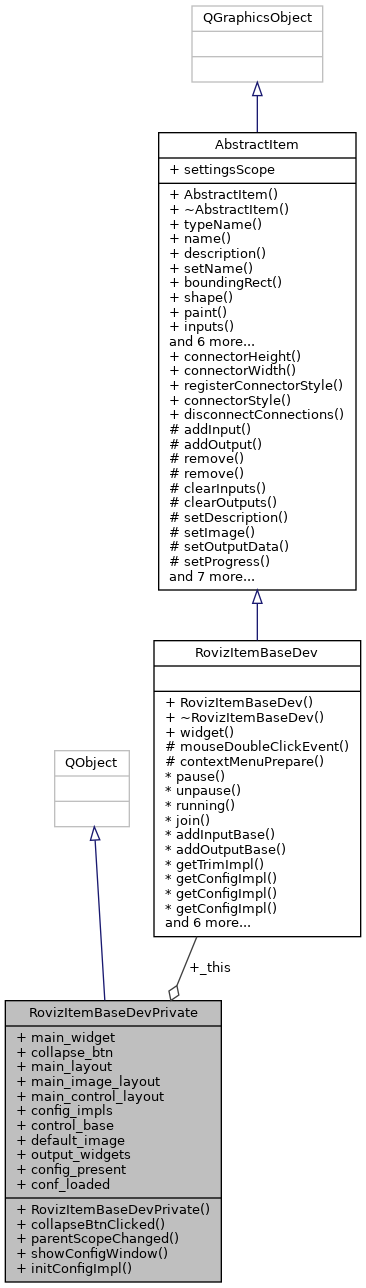 QGraphicsObject
AbstractItem
+ settingsScope
+ AbstractItem()
+ ~AbstractItem()
+ typeName()
+ name()
+ description()
+ setName()
+ boundingRect()
+ shape()
+ paint()
+ inputs()
and 6 more...
+ connectorHeight()
+ connectorWidth()
+ registerConnectorStyle()
+ connectorStyle()
+ disconnectConnections()
# addInput()
# addOutput()
# remove()
# remove()
# clearInputs()
# clearOutputs()
# setDescription()
# setImage()
# setOutputData()
# setProgress()
and 7 more...
RovizItemBaseDev
+ RovizItemBaseDev()
+ ~RovizItemBaseDev()
+ widget()
# mouseDoubleClickEvent()
# contextMenuPrepare()
* pause()
* unpause()
* running()
* join()
* addInputBase()
* addOutputBase()
* getTrimImpl()
* getConfigImpl()
* getConfigImpl()
* getConfigImpl()
and 6 more...
QObject
+_this
RovizItemBaseDevPrivate
+ main_widget
+ collapse_btn
+ main_layout
+ main_image_layout
+ main_control_layout
+ config_impls
+ control_base
+ default_image
+ output_widgets
+ config_present
+ conf_loaded
+ RovizItemBaseDevPrivate()
+ collapseBtnClicked()
+ parentScopeChanged()
+ showConfigWindow()
+ initConfigImpl()